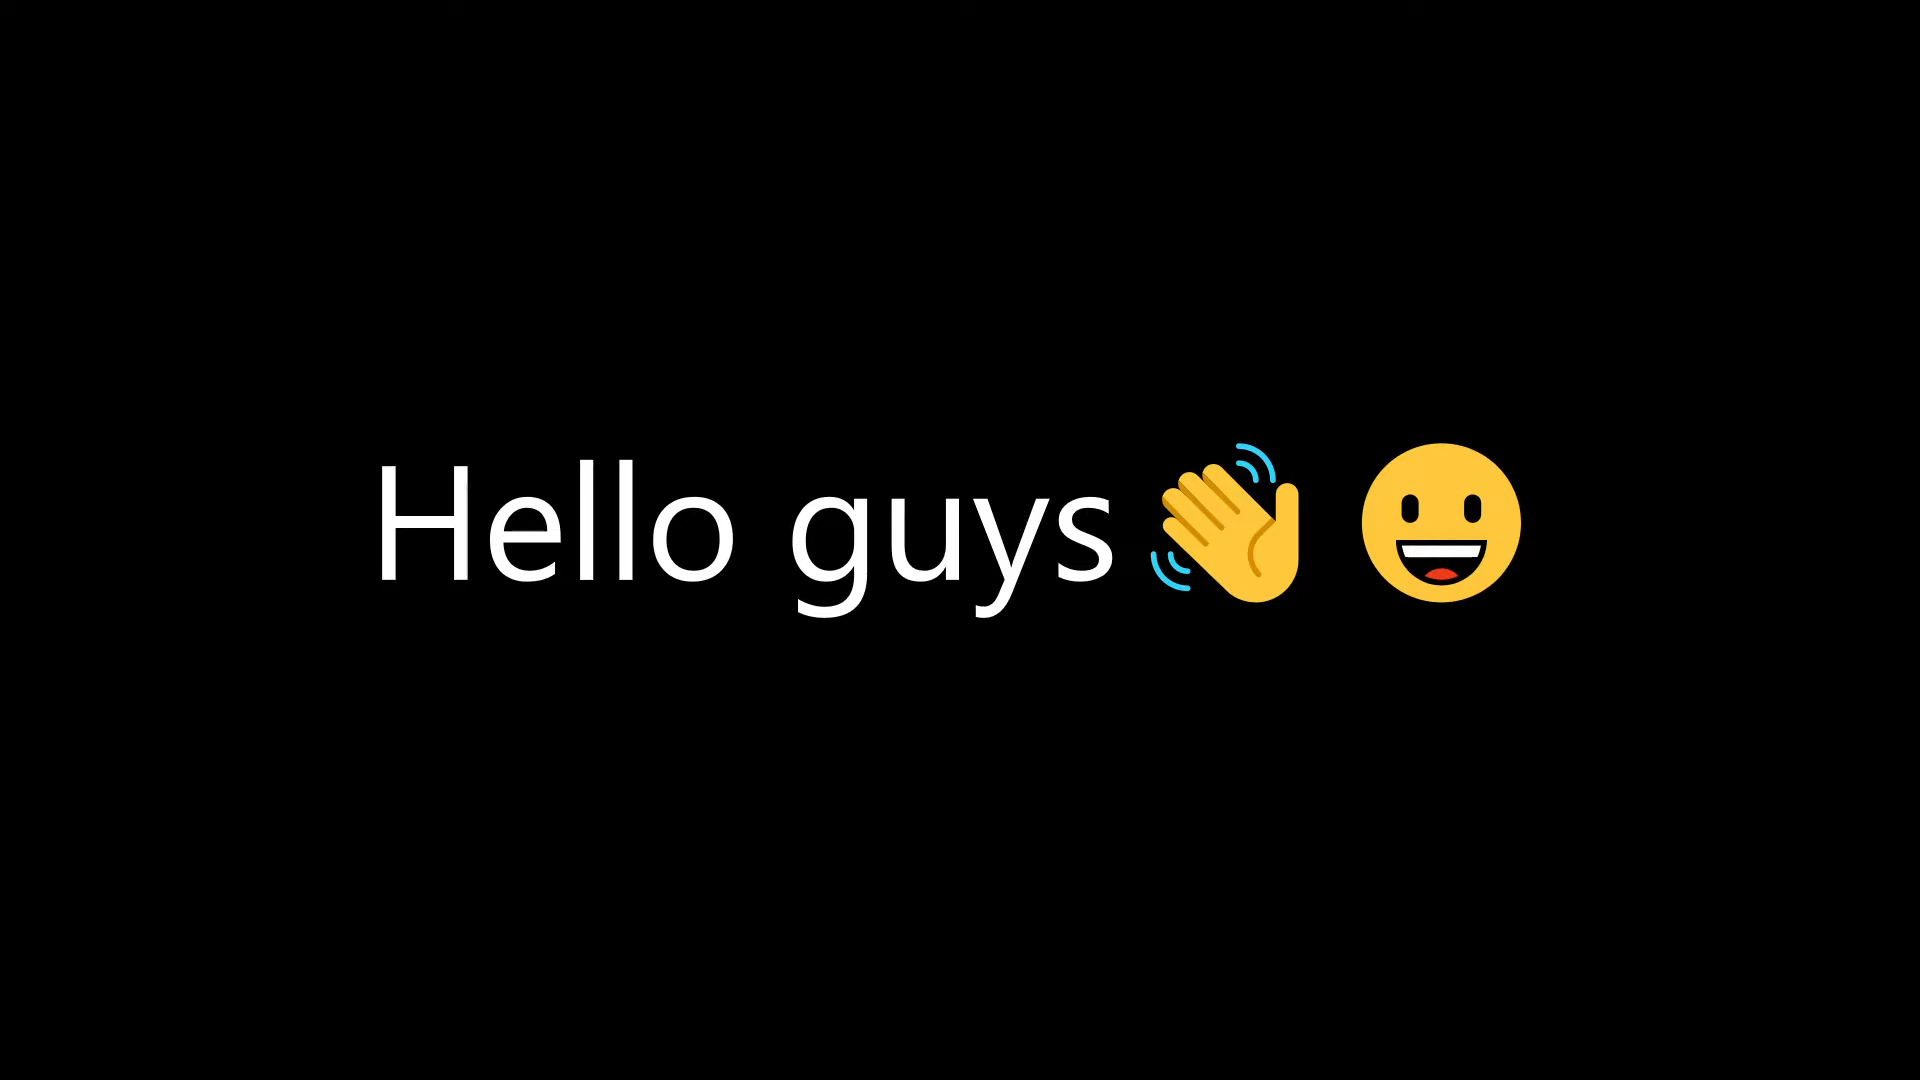 Hello guys 👋 😃